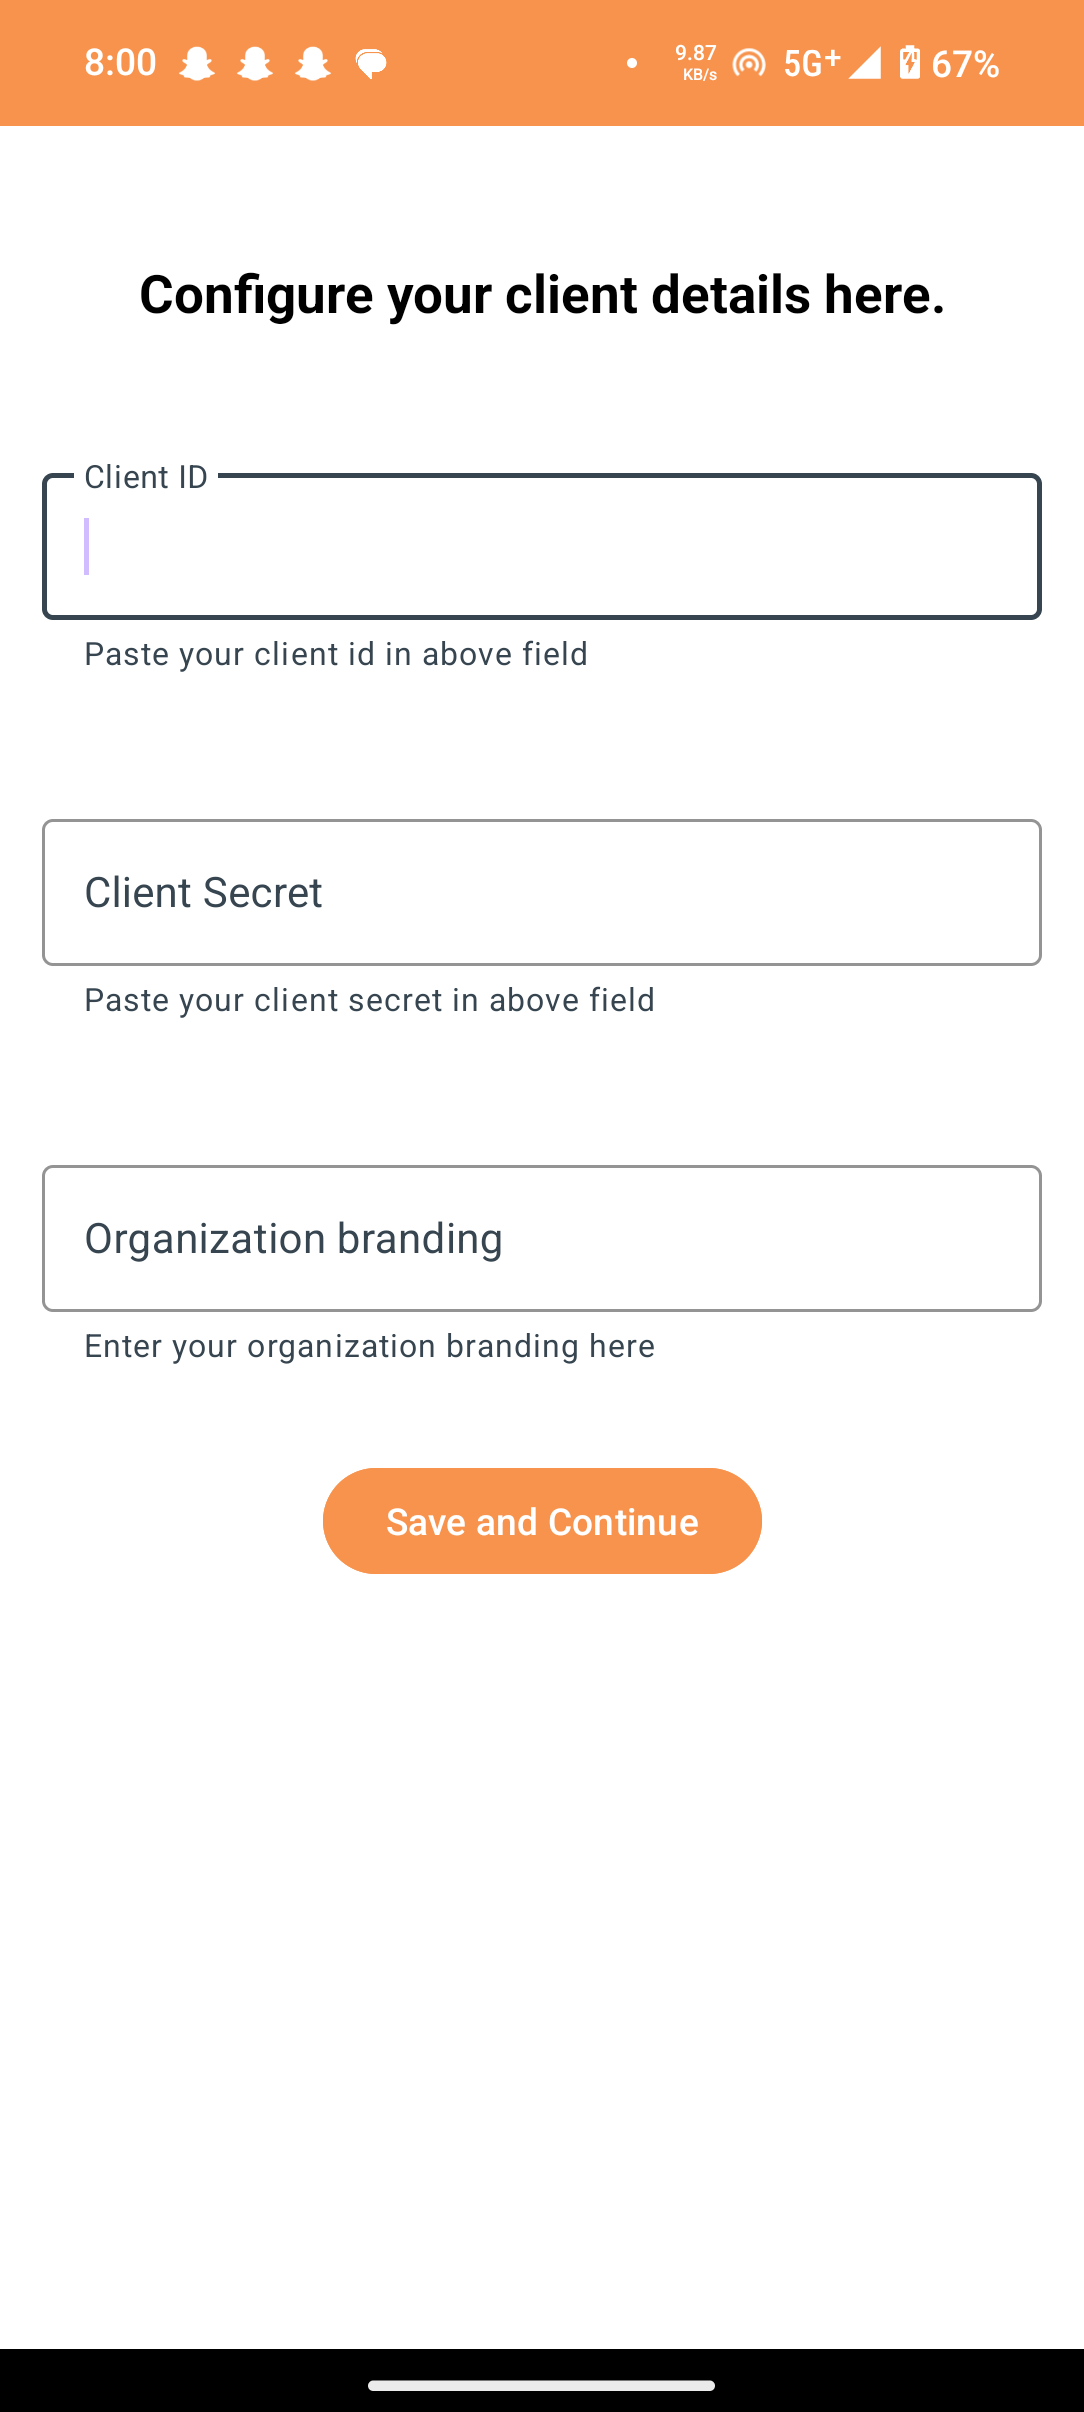 8:00 9.87 KB/s 5G+ 67%
Configure your client details here.
Client ID
Paste your client id in above field
Client Secret
Paste your client secret in above field
Organization branding
Enter your organization branding here
Save and Continue